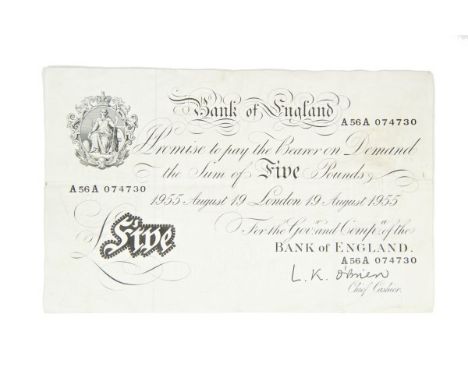 Bank of England
A56A 074730
I Promise to pay the Bearer on Demand
the Sum of Five Pounds
A56A 074730
1955 August 19 London 19 August 1955
For the Gov.r and Comp.a of the
BANK of ENGLAND.
£ Five
A56A 074730
L. K. O'Brien
Chief Cashier.